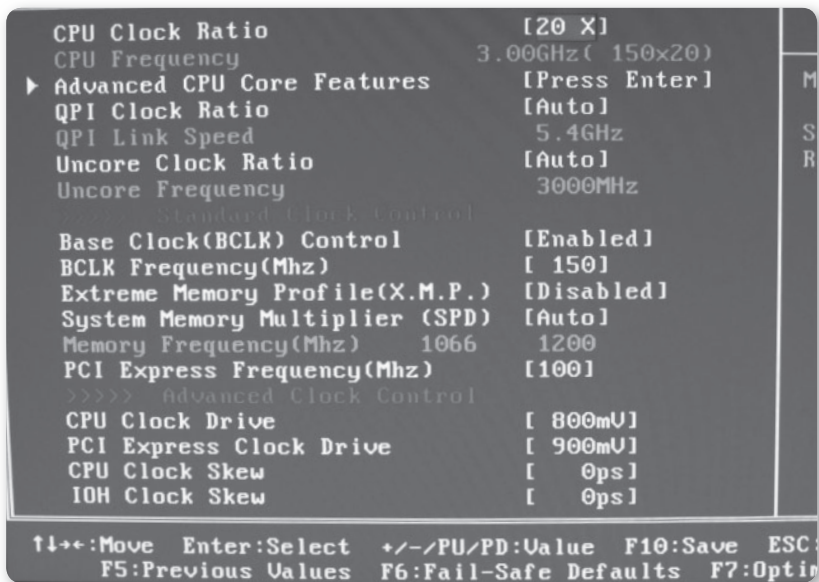 CPU Clock Ratio [20 X]
CPU Frequency 3.00GHz( 150x20)
▶ Advanced CPU Core Features [Press Enter] M
QPI Clock Ratio [Auto]
QPI Link Speed 5.4GHz S
Uncore Clock Ratio [Auto] R
Uncore Frequency 3000MHz
>>>>> Standard Clock Control
Base Clock(BCLK) Control [Enabled]
BCLK Frequency(Mhz) [ 150]
Extreme Memory Profile(X.M.P.) [Disabled]
System Memory Multiplier (SPD) [Auto]
Memory Frequency(Mhz) 1066 1200
PCI Express Frequency(Mhz) [100]
>>>>> Advanced Clock Control
CPU Clock Drive [ 800mV]
PCI Express Clock Drive [ 900mV]
CPU Clock Skew [ 0ps]
IOH Clock Skew [ 0ps]
↑↓→←:Move Enter:Select +/-/PU/PD:Value F10:Save ESC:
F5:Previous Values F6:Fail-Safe Defaults F7:Optim